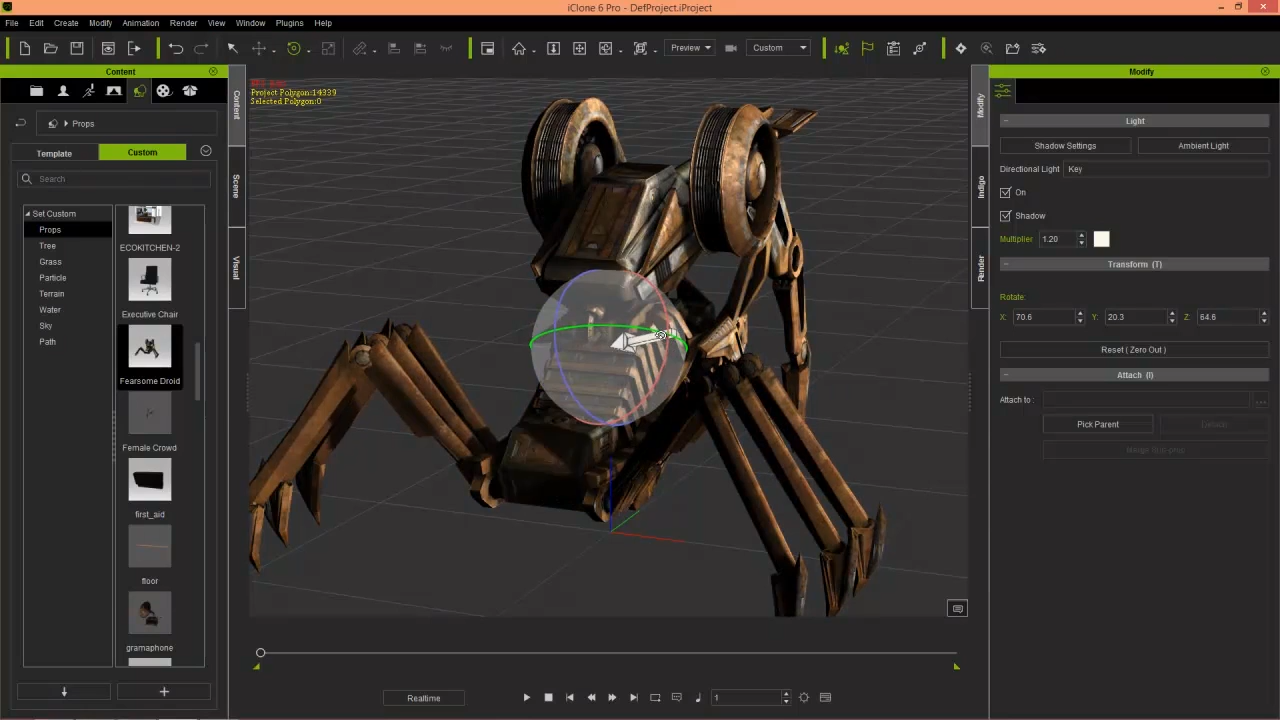 iClone 6 Pro - DefProject.iProject
File Edit Create Modify Animation Render View Window Plugins Help
Preview
Custom
Content
Props
Template
Custom
Search
Set Custom
Props
Tree
Grass
Particle
Terrain
Water
Sky
Path
ECOKITCHEN-2
Executive Chair
Fearsome Droid
Female Crowd
first_aid
floor
gramaphone
Content
Scene
Visual
Project Polygon:14339
Selected Polygon:0
Realtime
1
Modify
Indigo
Render
Modify
Light
Shadow Settings
Ambient Light
Directional Light Key
On
Shadow
Multiplier 1.20
Transform (T)
Rotate:
X: 70.6 Y: 20.3 Z: 64.6
Reset ( Zero Out )
Attach (I)
Attach to :
...
Pick Parent